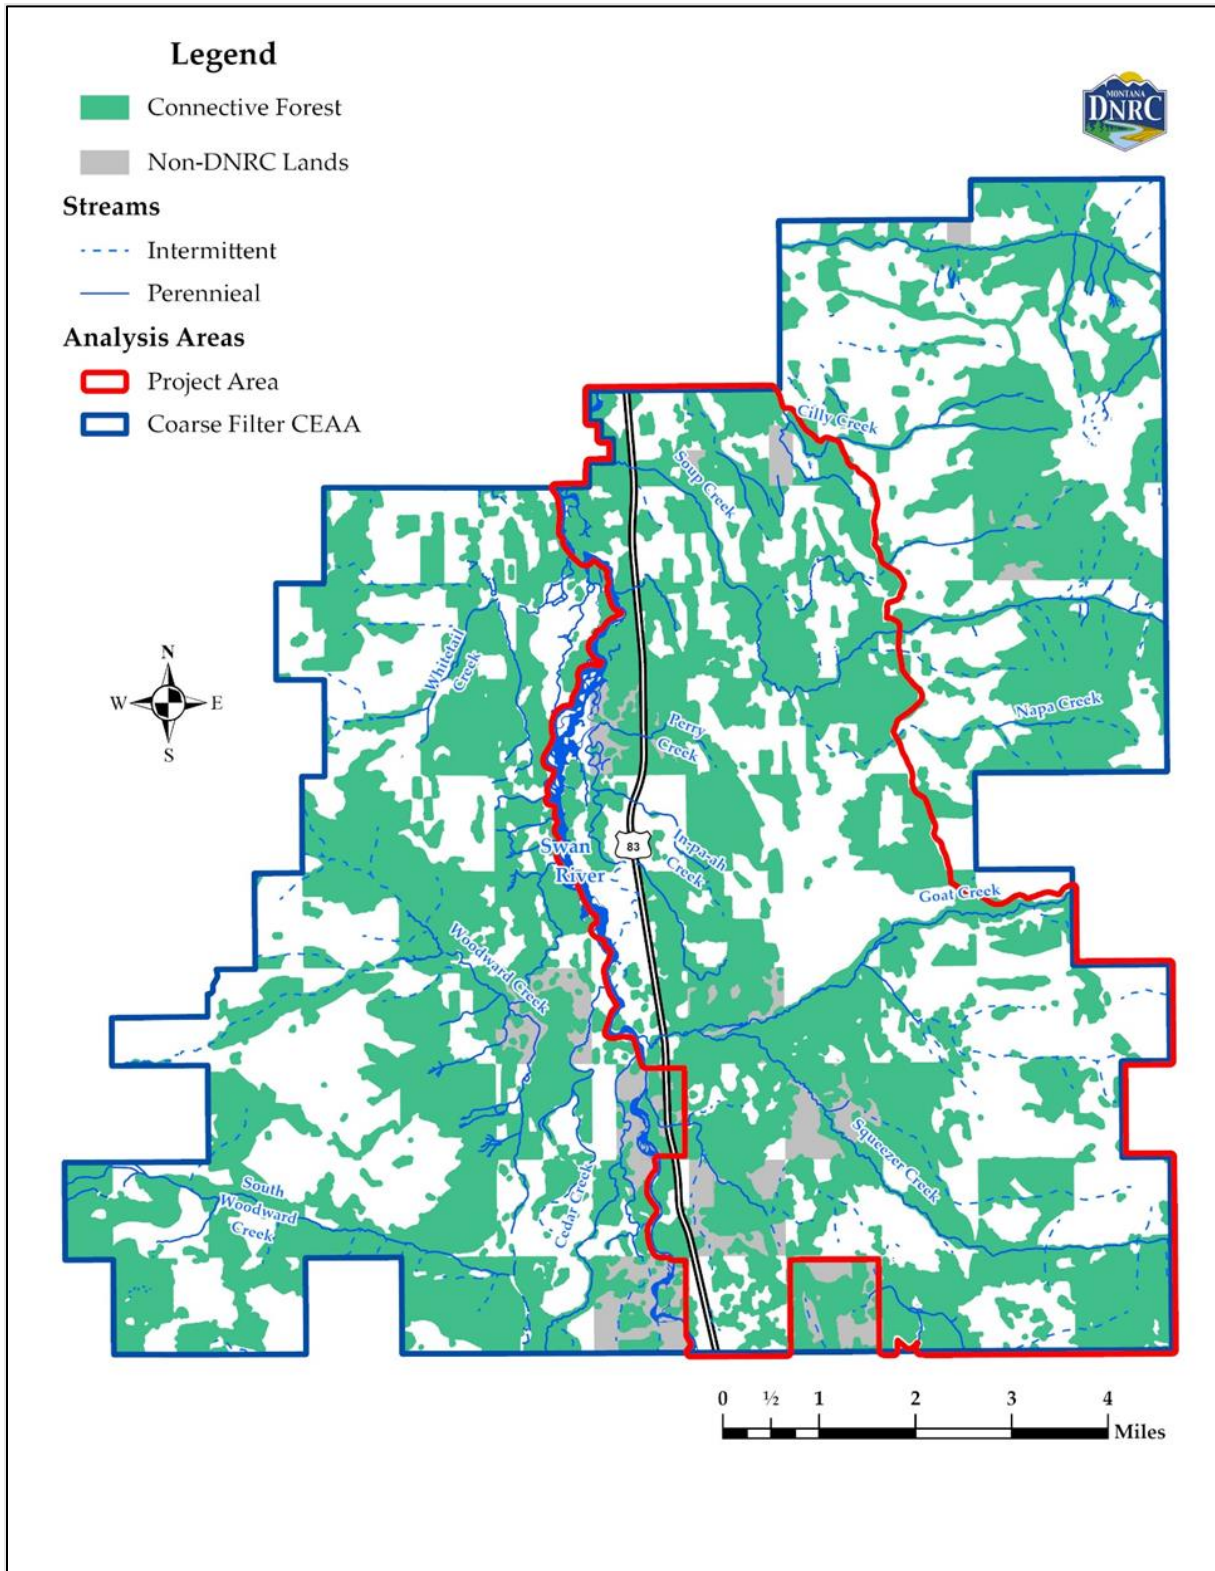 Legend
Connective Forest
Non-DNRC Lands
Streams
Intermittent
Perennieal
Analysis Areas
Project Area
Coarse Filter CEAA
MONTANA
DNRC
Cilly Creek
Soup Creek
Whitetail
Creek
N
W
E
S
Napa Creek
Perry
Creek
83
In-pa-ah
Creek
Swan
River
Goat Creek
Woodward Creek
Squeezer Creek
South
Woodward
Creek
Cedar Creek
0 ½ 1 2 3 4
Miles